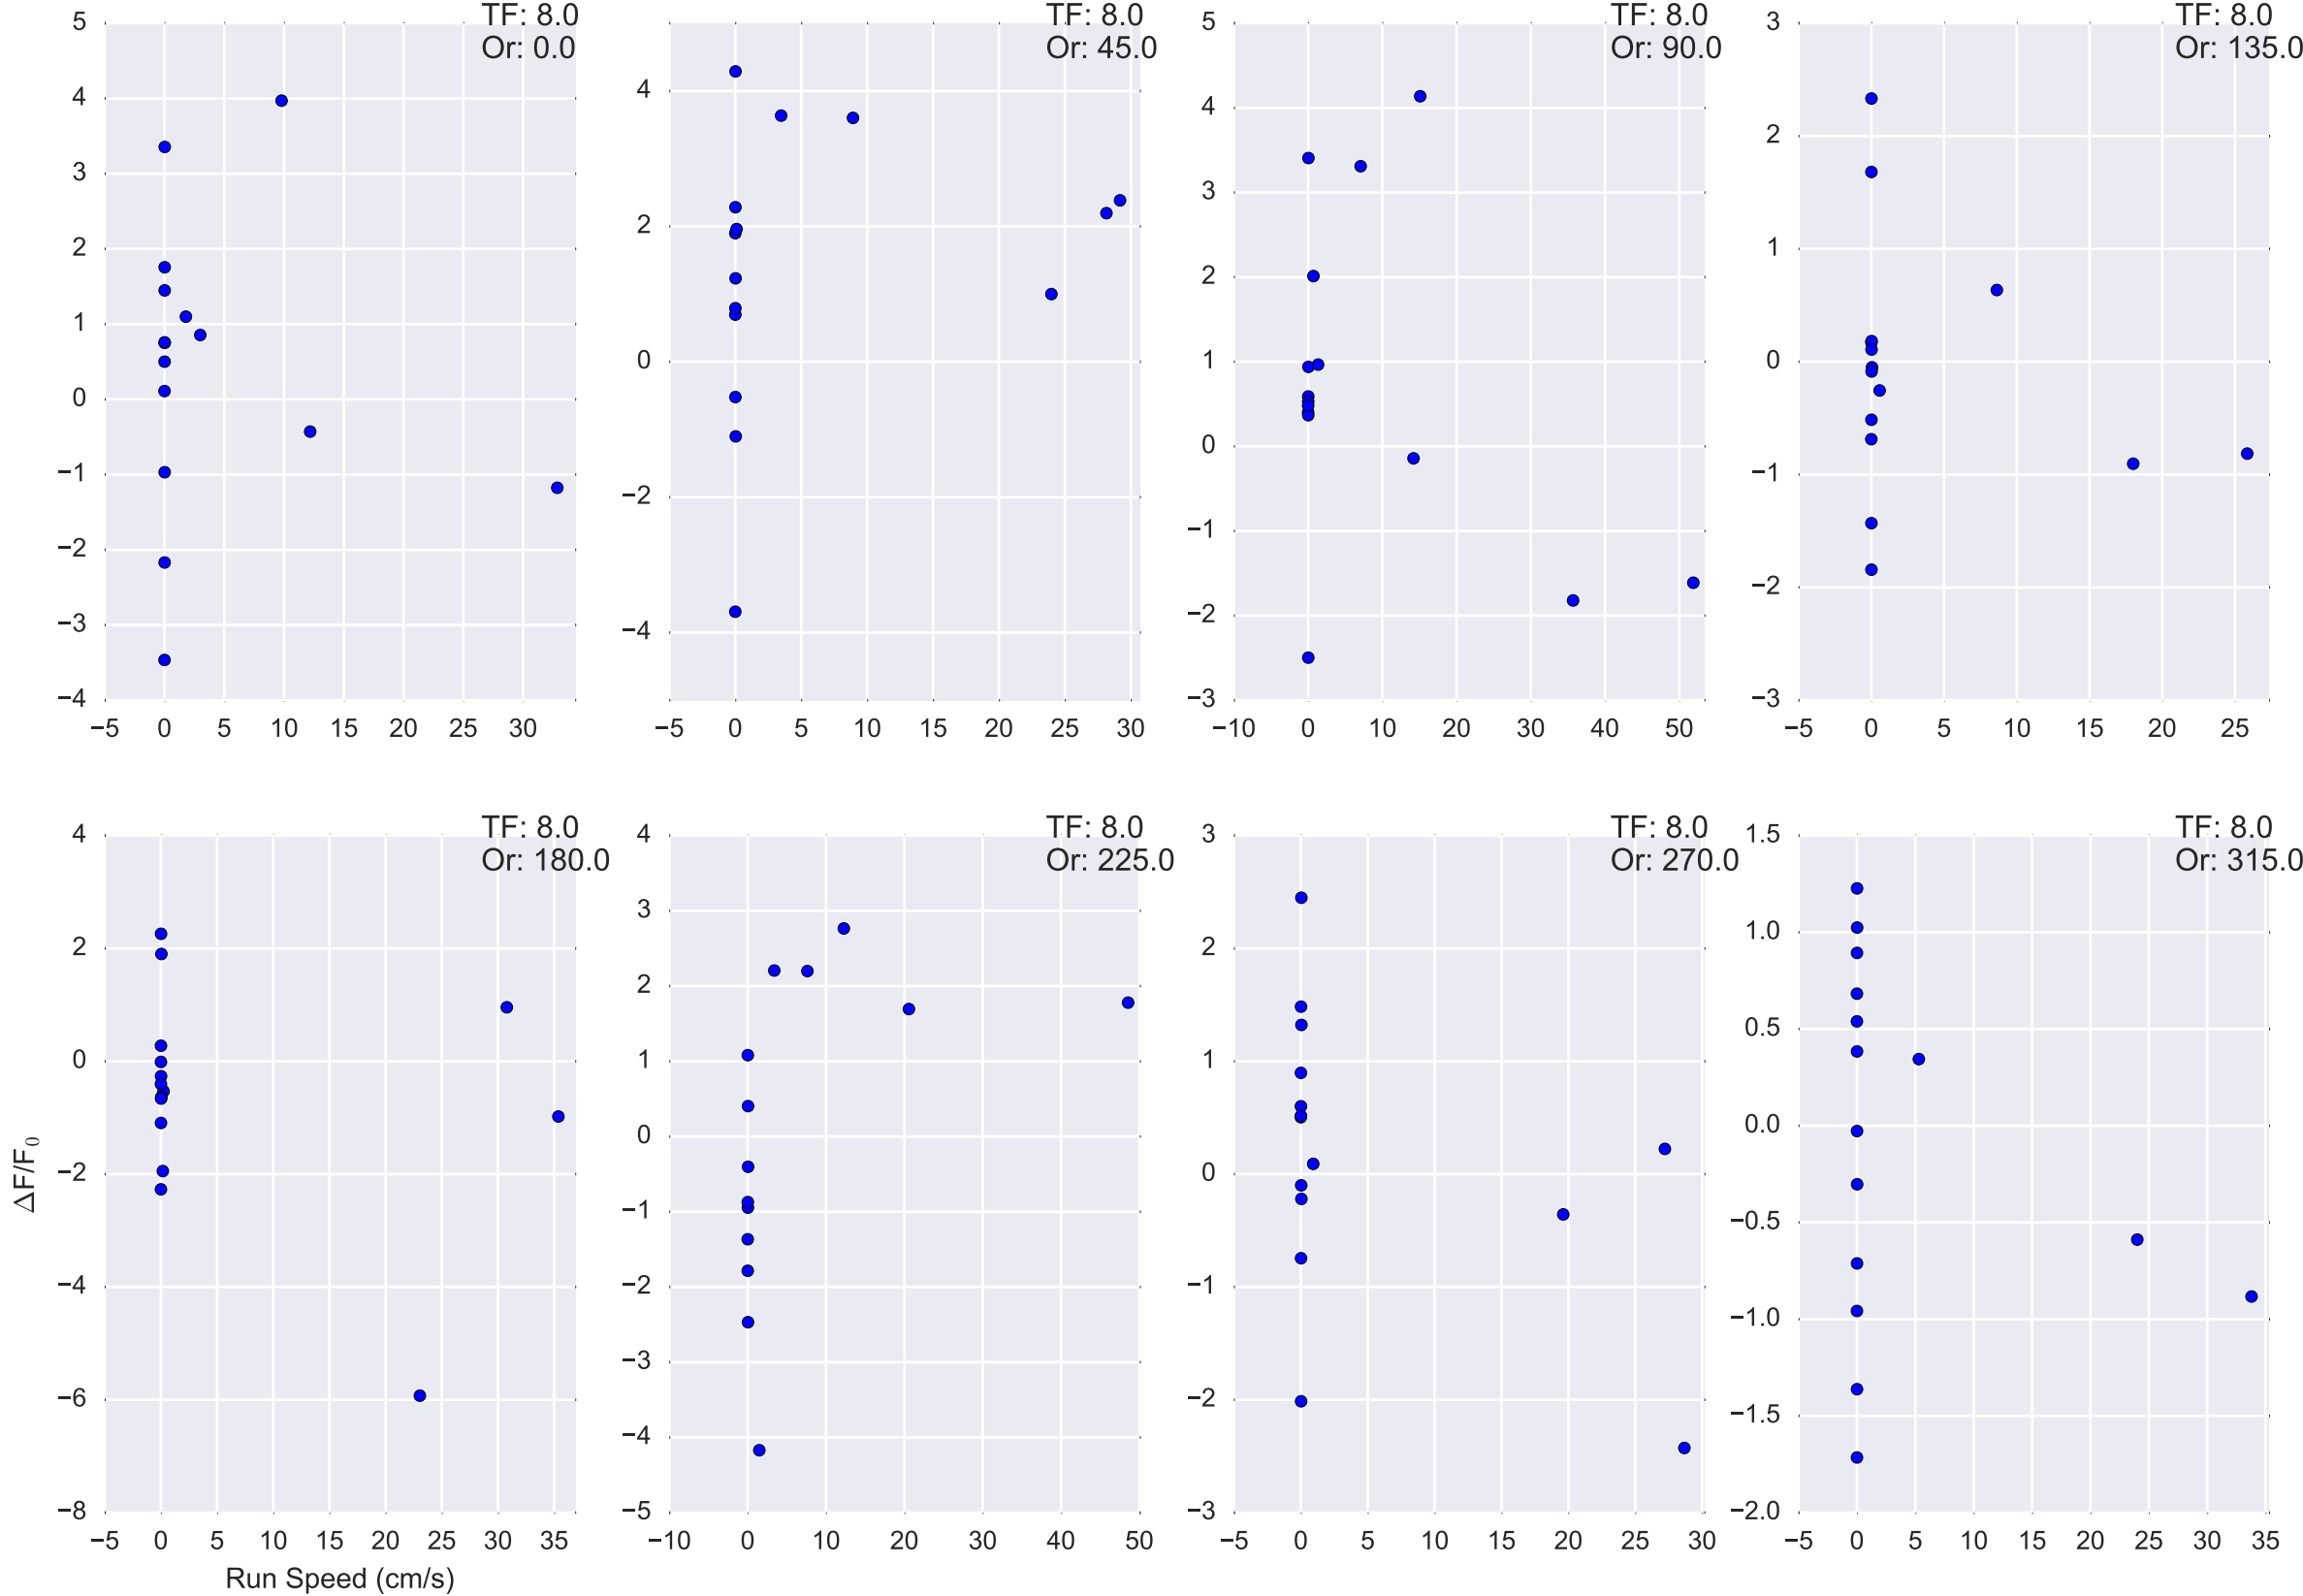 TF: 8.0
Or: 0.0
5
4
3
2
1
0
−1
−2
−3
−4
−5 0 5 10 15 20 25 30
TF: 8.0
Or: 45.0
4
2
0
−2
−4
−5 0 5 10 15 20 25 30
TF: 8.0
Or: 90.0
5
4
3
2
1
0
−1
−2
−3
−10 0 10 20 30 40 50
TF: 8.0
Or: 135.0
3
2
1
0
−1
−2
−3
−5 0 5 10 15 20 25
TF: 8.0
Or: 180.0
4
2
0
−2
−4
−6
−8
−5 0 5 10 15 20 25 30 35
ΔF/F0
Run Speed (cm/s)
TF: 8.0
Or: 225.0
4
3
2
1
0
−1
−2
−3
−4
−5
−10 0 10 20 30 40 50
TF: 8.0
Or: 270.0
3
2
1
0
−1
−2
−3
−5 0 5 10 15 20 25 30
TF: 8.0
Or: 315.0
1.5
1.0
0.5
0.0
−0.5
−1.0
−1.5
−2.0
−5 0 5 10 15 20 25 30 35